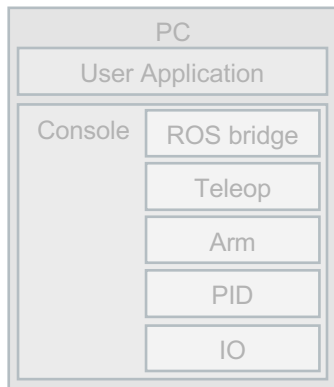 PC
User Application
Console
ROS bridge
Teleop
Arm
PID
IO